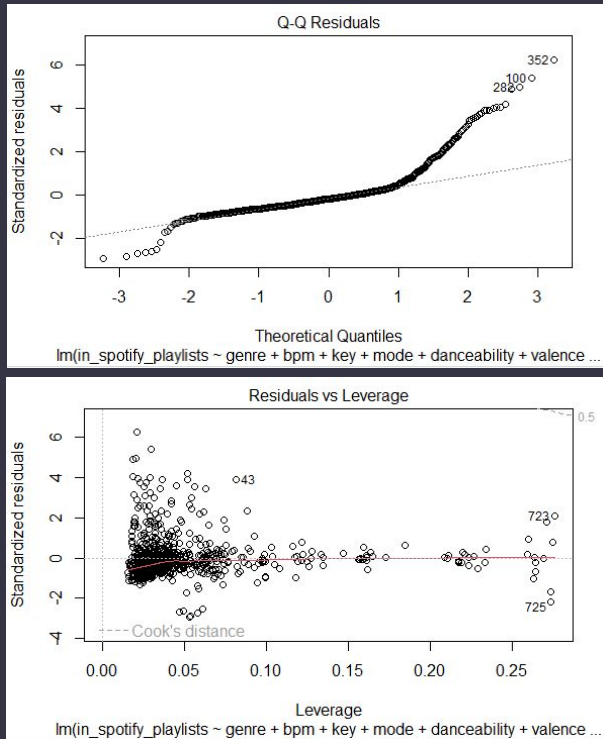 Q-Q Residuals
Standardized residuals
6
4
2
0
-2
352
100
282
-3 -2 -1 0 1 2 3
Theoretical Quantiles
lm(in_spotify_playlists ~ genre + bpm + key + mode + danceability + valence ...
Residuals vs Leverage
Standardized residuals
6
4
2
0
-2
-4
0.5
43
723
725
Cook's distance
0.00 0.05 0.10 0.15 0.20 0.25
Leverage
lm(in_spotify_playlists ~ genre + bpm + key + mode + danceability + valence ...